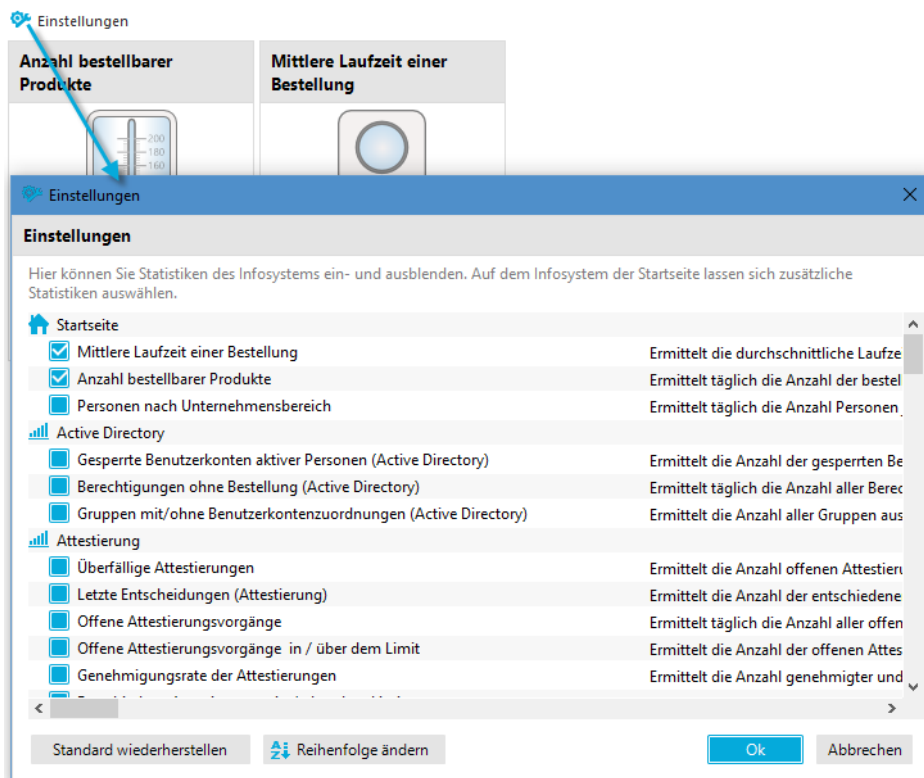 Einstellungen
Anzahl bestellbarer
Produkte
Mittlere Laufzeit einer
Bestellung
200
180
160
Einstellungen
Einstellungen
Hier können Sie Statistiken des Infosystems ein- und ausblenden. Auf dem Infosystem der Startseite lassen sich zusätzliche
Statistiken auswählen.
Startseite
Mittlere Laufzeit einer Bestellung Ermittelt die durchschnittliche Laufze
Anzahl bestellbarer Produkte Ermittelt täglich die Anzahl der bestel
Personen nach Unternehmensbereich Ermittelt täglich die Anzahl Personen
Active Directory
Gesperrte Benutzerkonten aktiver Personen (Active Directory) Ermittelt die Anzahl der gesperrten Be
Berechtigungen ohne Bestellung (Active Directory) Ermittelt täglich die Anzahl aller Berec
Gruppen mit/ohne Benutzerkontenzuordnungen (Active Directory) Ermittelt die Anzahl aller Gruppen aus
Attestierung
Überfällige Attestierungen Ermittelt die Anzahl offenen Attestieru
Letzte Entscheidungen (Attestierung) Ermittelt die Anzahl der entschiedene
Offene Attestierungsvorgänge Ermittelt täglich die Anzahl aller offen
Offene Attestierungsvorgänge in / über dem Limit Ermittelt die Anzahl der offenen Attes
Genehmigungsrate der Attestierungen Ermittelt die Anzahl genehmigter und
Standard wiederherstellen
Reihenfolge ändern
Ok
Abbrechen